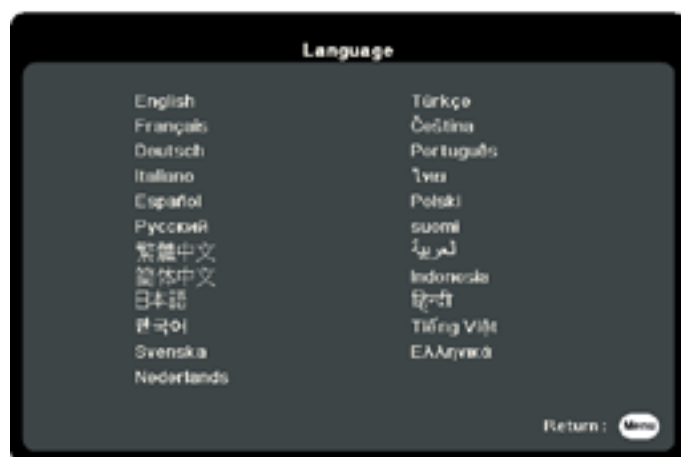 Language
English
Français
Deutsch
Italiano
Español
Русский
繁體中文
简体中文
日本語
한국어
Svenska
Nederlands
Türkçe
Čeština
Português
ไทย
Polski
suomi
العربية
Indonesia
हिन्दी
Tiếng Việt
Ελληνικά
Return: Menu